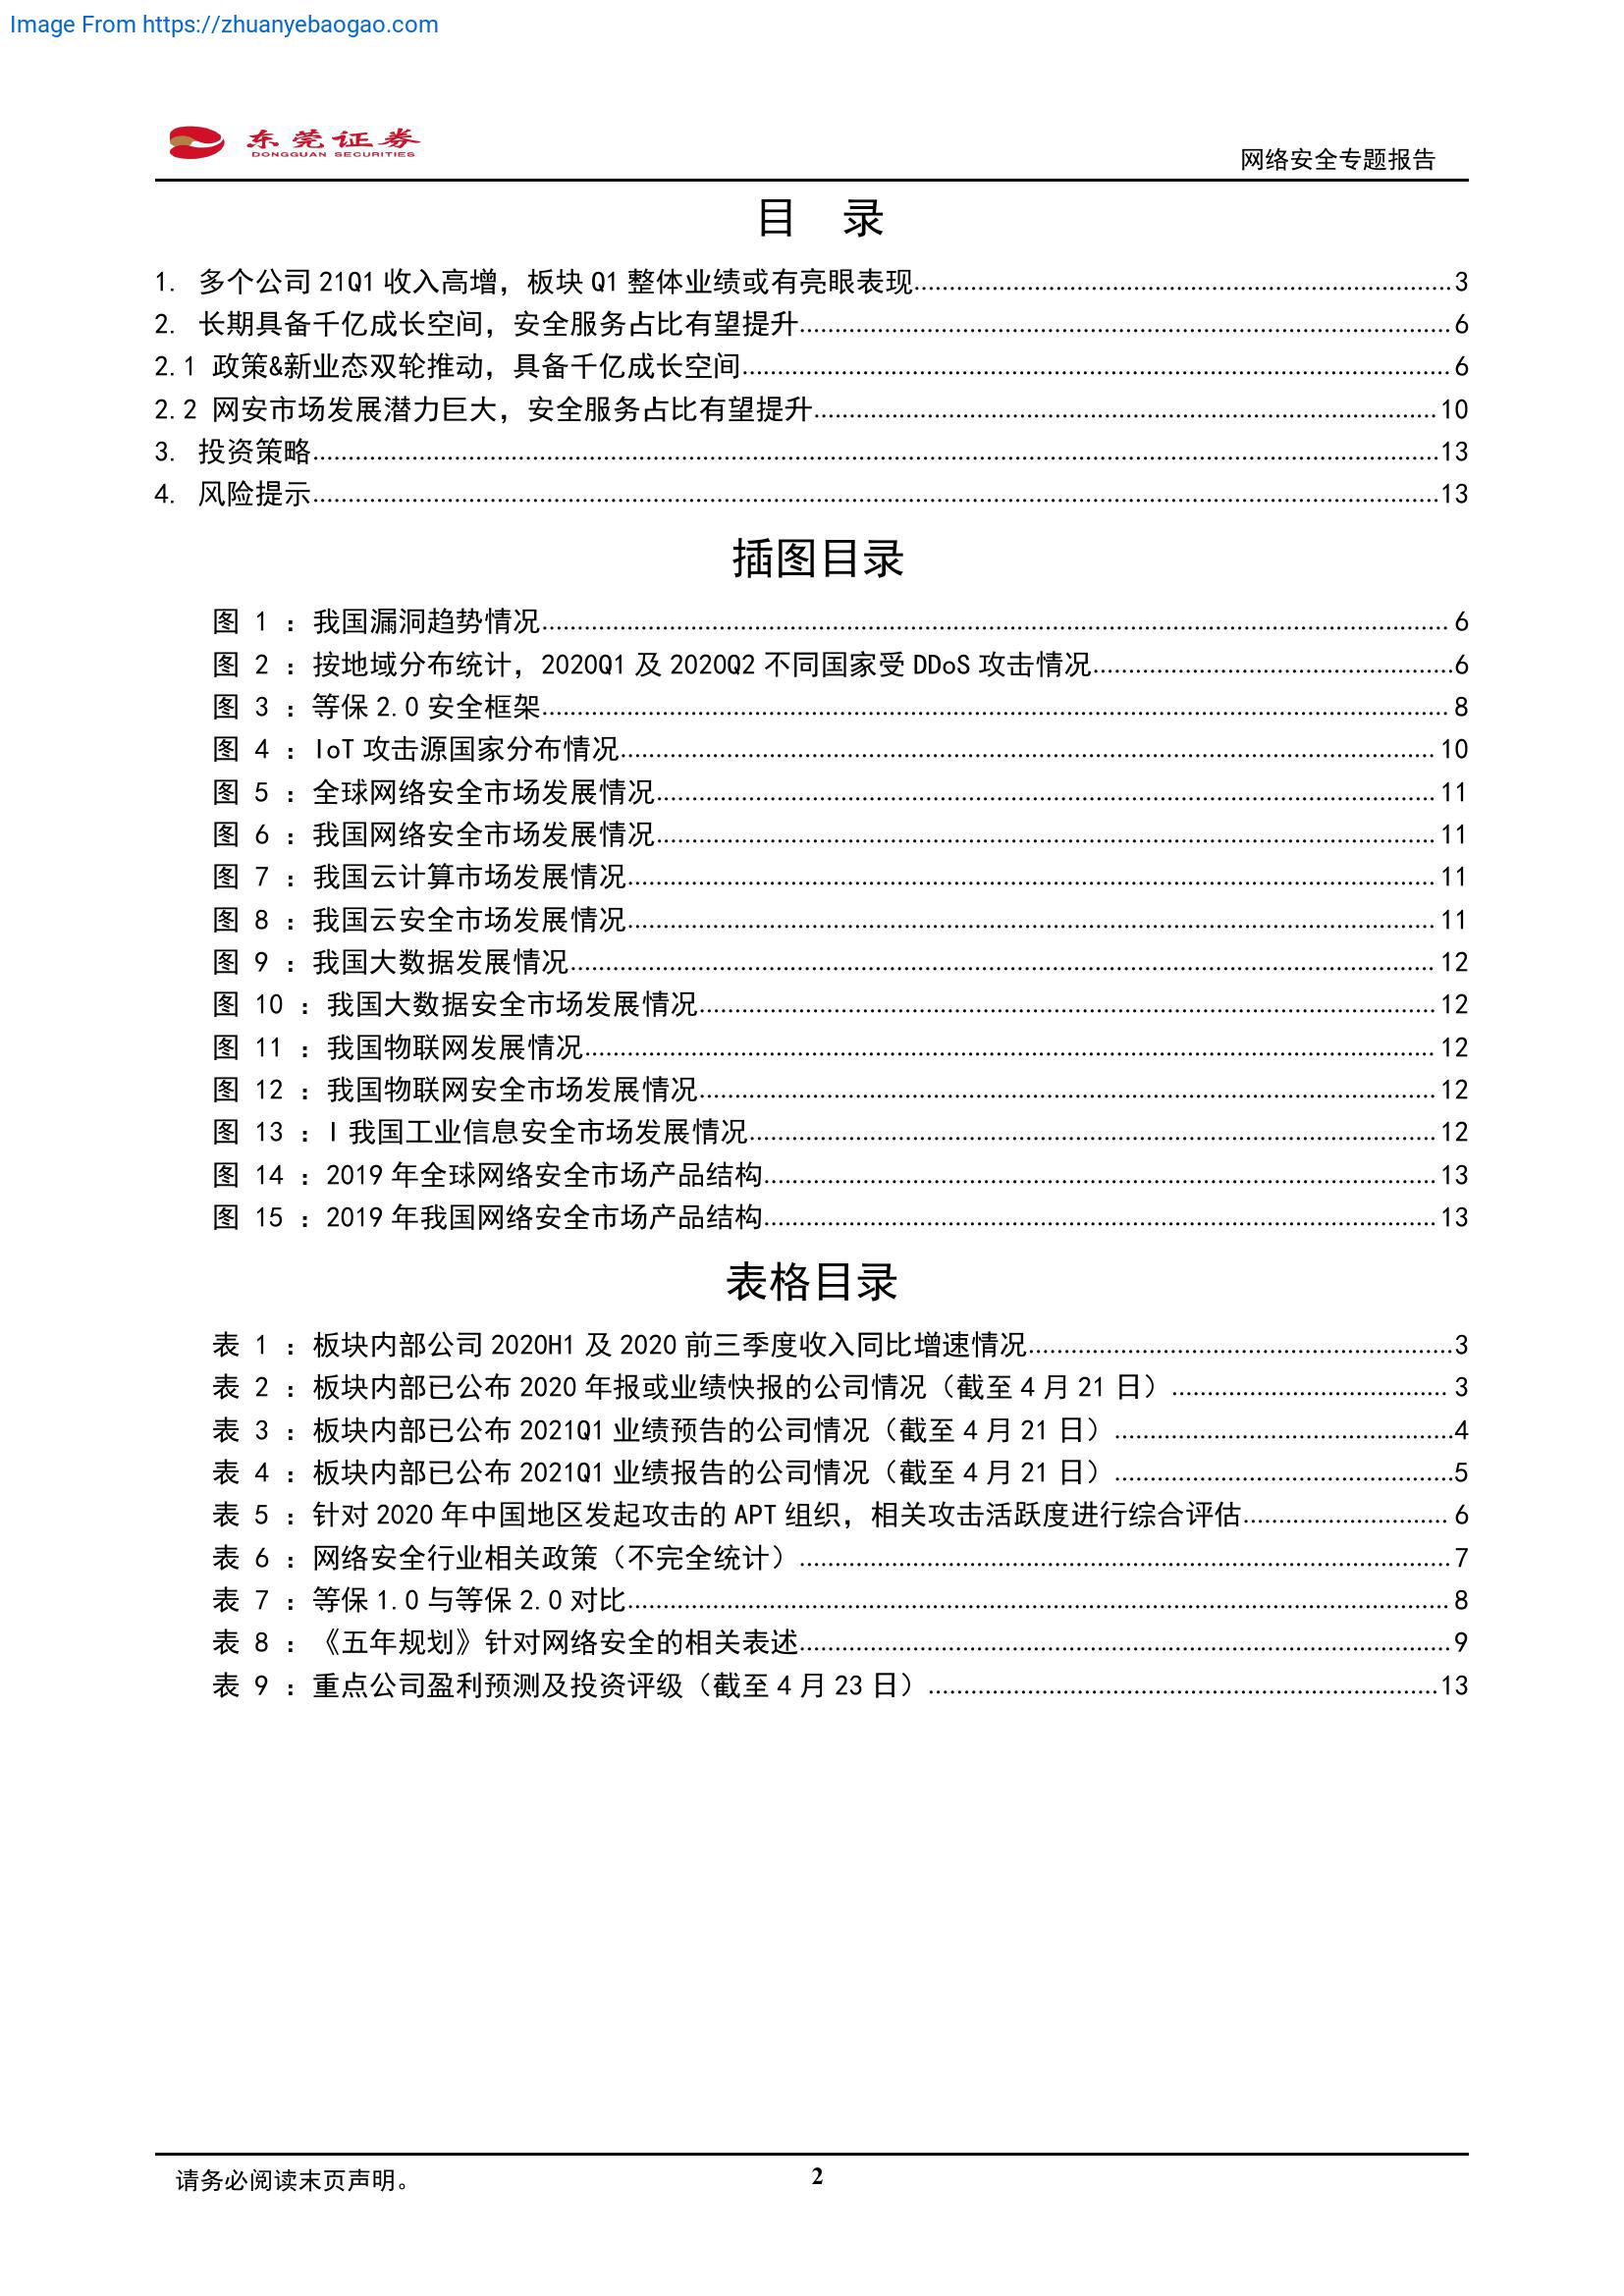 Image From https://zhuanyebaogao.com
东莞证券
DONGGUAN SECURITIES
网络安全专题报告
目 录
1. 多个公司 21Q1 收入高增，板块 Q1 整体业绩或有亮眼表现 3
2. 长期具备千亿成长空间，安全服务占比有望提升 6
2.1 政策&新业态双轮推动，具备千亿成长空间 6
2.2 网安市场发展潜力巨大，安全服务占比有望提升 10
3. 投资策略 13
4. 风险提示 13
插图目录
图 1 ：我国漏洞趋势情况 6
图 2 ：按地域分布统计，2020Q1 及 2020Q2 不同国家受 DDoS 攻击情况 6
图 3 ：等保 2.0 安全框架 8
图 4 ：IoT 攻击源国家分布情况 10
图 5 ：全球网络安全市场发展情况 11
图 6 ：我国网络安全市场发展情况 11
图 7 ：我国云计算市场发展情况 11
图 8 ：我国云安全市场发展情况 11
图 9 ：我国大数据发展情况 12
图 10 ：我国大数据安全市场发展情况 12
图 11 ：我国物联网发展情况 12
图 12 ：我国物联网安全市场发展情况 12
图 13 ：I 我国工业信息安全市场发展情况 12
图 14 ：2019 年全球网络安全市场产品结构 13
图 15 ：2019 年我国网络安全市场产品结构 13
表格目录
表 1 ：板块内部公司 2020H1 及 2020 前三季度收入同比增速情况 3
表 2 ：板块内部已公布 2020 年报或业绩快报的公司情况（截至 4 月 21 日） 3
表 3 ：板块内部已公布 2021Q1 业绩预告的公司情况（截至 4 月 21 日） 4
表 4 ：板块内部已公布 2021Q1 业绩报告的公司情况（截至 4 月 21 日） 5
表 5 ：针对 2020 年中国地区发起攻击的 APT 组织，相关攻击活跃度进行综合评估 6
表 6 ：网络安全行业相关政策（不完全统计） 7
表 7 ：等保 1.0 与等保 2.0 对比 8
表 8 ：《五年规划》针对网络安全的相关表述 9
表 9 ：重点公司盈利预测及投资评级（截至 4 月 23 日） 13
请务必阅读末页声明。
2